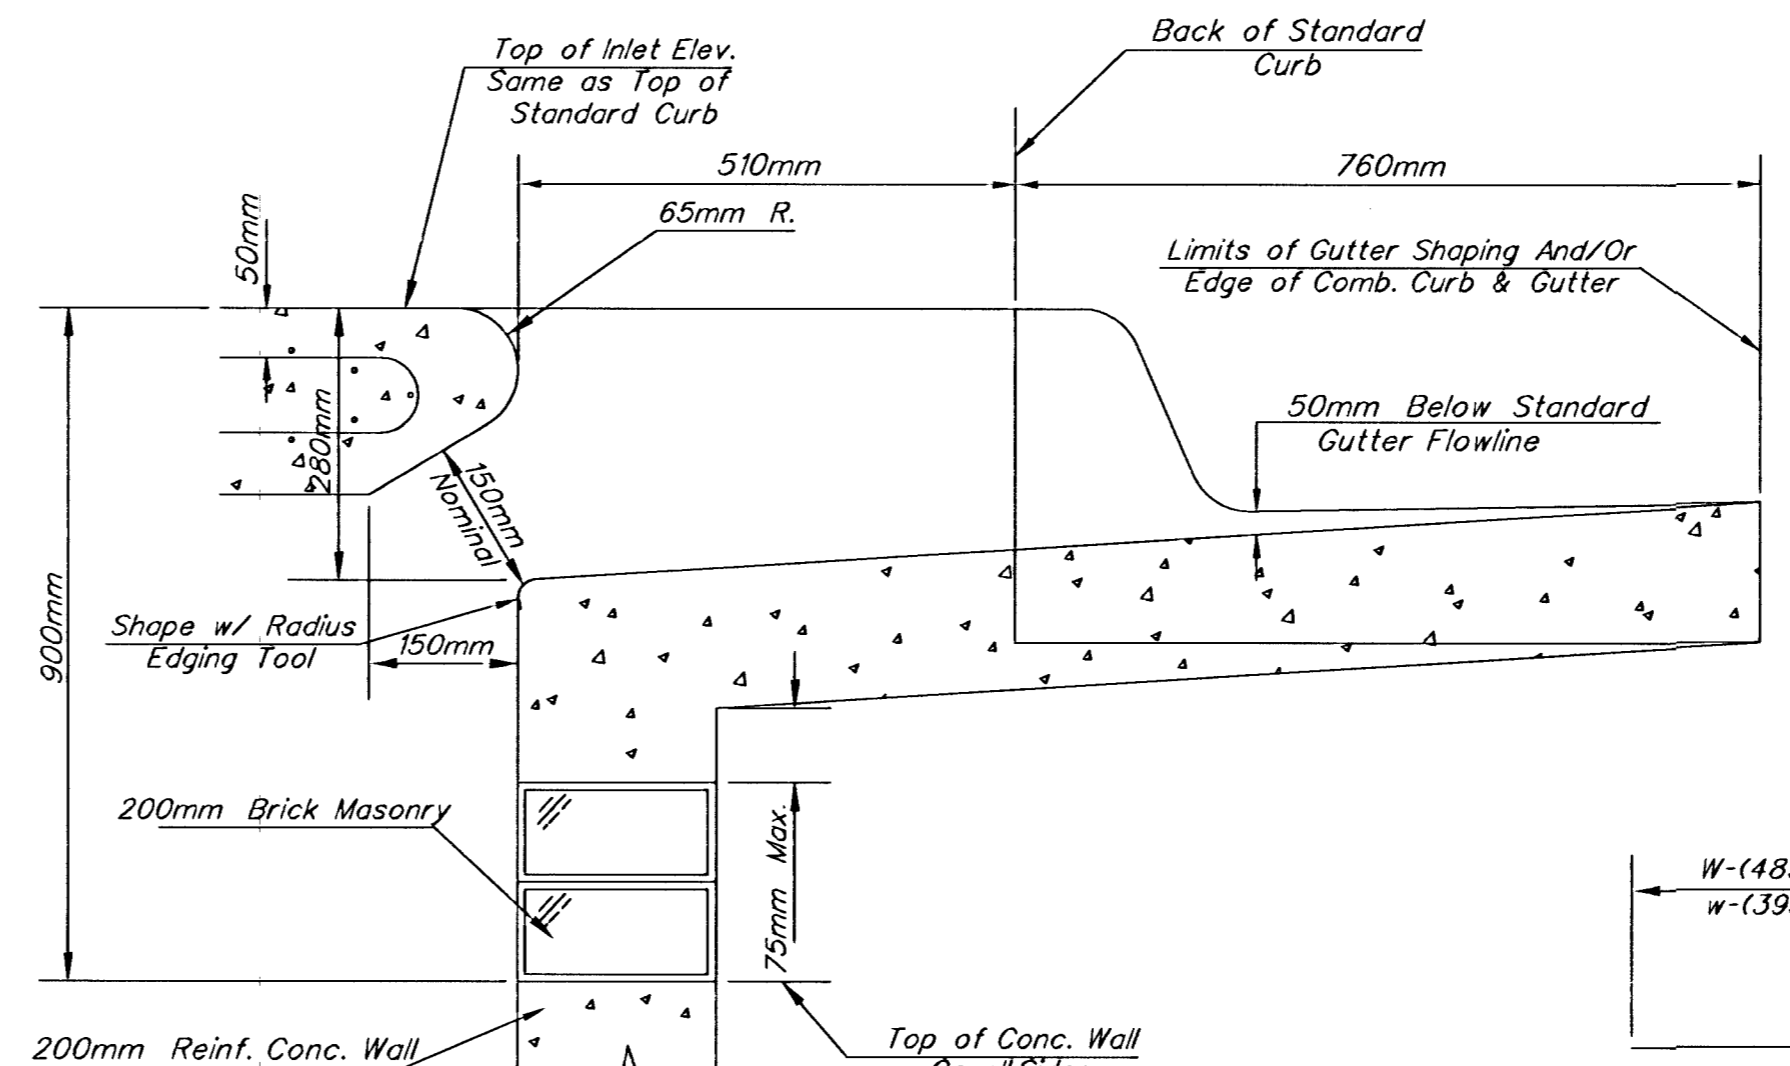 Top of Inlet Elev.
Same as Top of
Standard Curb
Back of Standard
Curb
510mm
760mm
65mm R.
50mm
Limits of Gutter Shaping And/Or
Edge of Comb. Curb & Gutter
280mm
50mm Below Standard
Gutter Flowline
150mm
Nominal
900mm
Shape w/ Radius
Edging Tool
150mm
200mm Brick Masonry
75mm Max.
200mm Reinf. Conc. Wall
Top of Conc. Wall
W-(48
w-(39